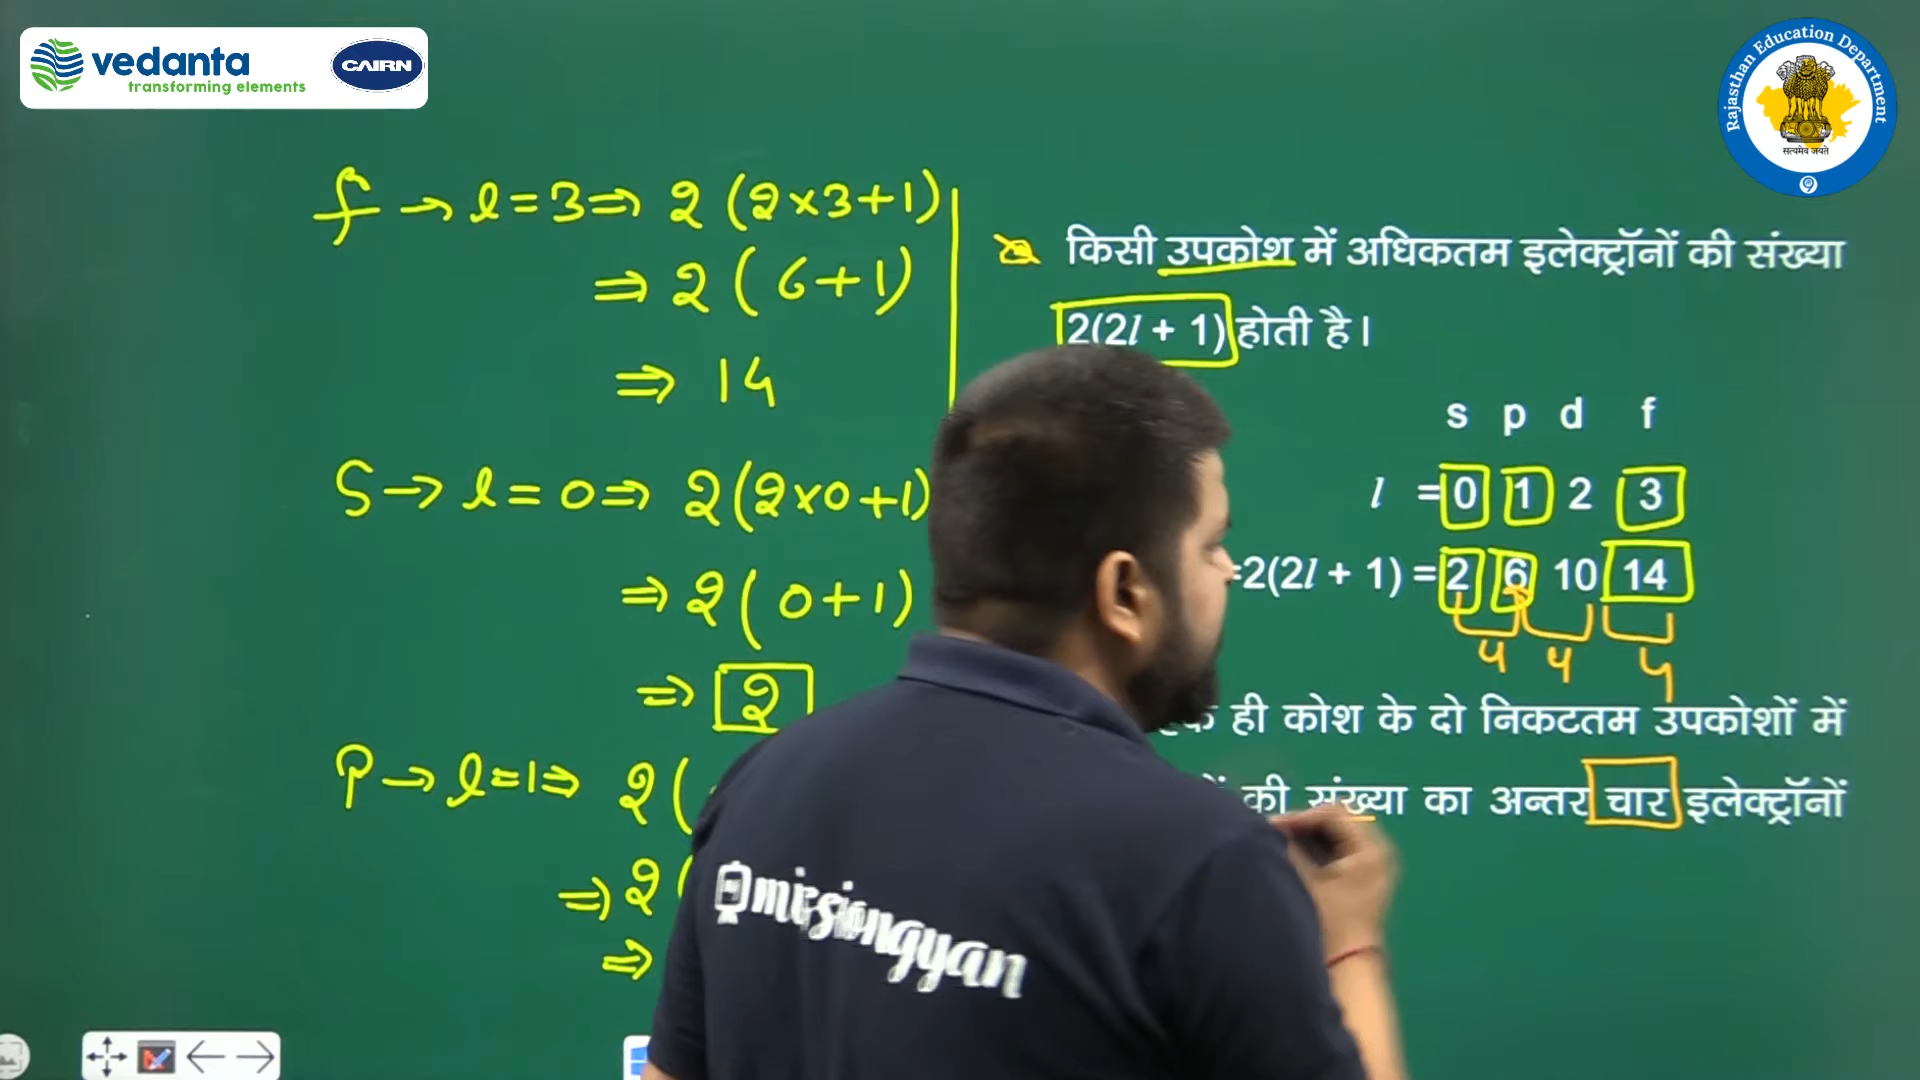 vedanta
transforming elements
CAIRN
Rajasthan Education Department
सत्यमेव जयते
f → l = 3 ⇒ 2 (2×3+1)
⇒ 2 (6+1)
⇒ 14
S → l = 0 ⇒ 2 (2×0+1)
⇒ 2 (0+1)
⇒ 2
P → l = 1 ⇒ 2 (
⇒ 2 (
⇒
किसी उपकोश में अधिकतम इलेक्ट्रॉनों की संख्या
2(2l + 1) होती है।
s p d f
l = 0 1 2 3
=2(2l + 1) = 2 6 10 14
4 4 4
ही कोश के दो निकटतम उपकोशों में
की संख्या का अन्तर चार इलेक्ट्रॉनों
missiongyan